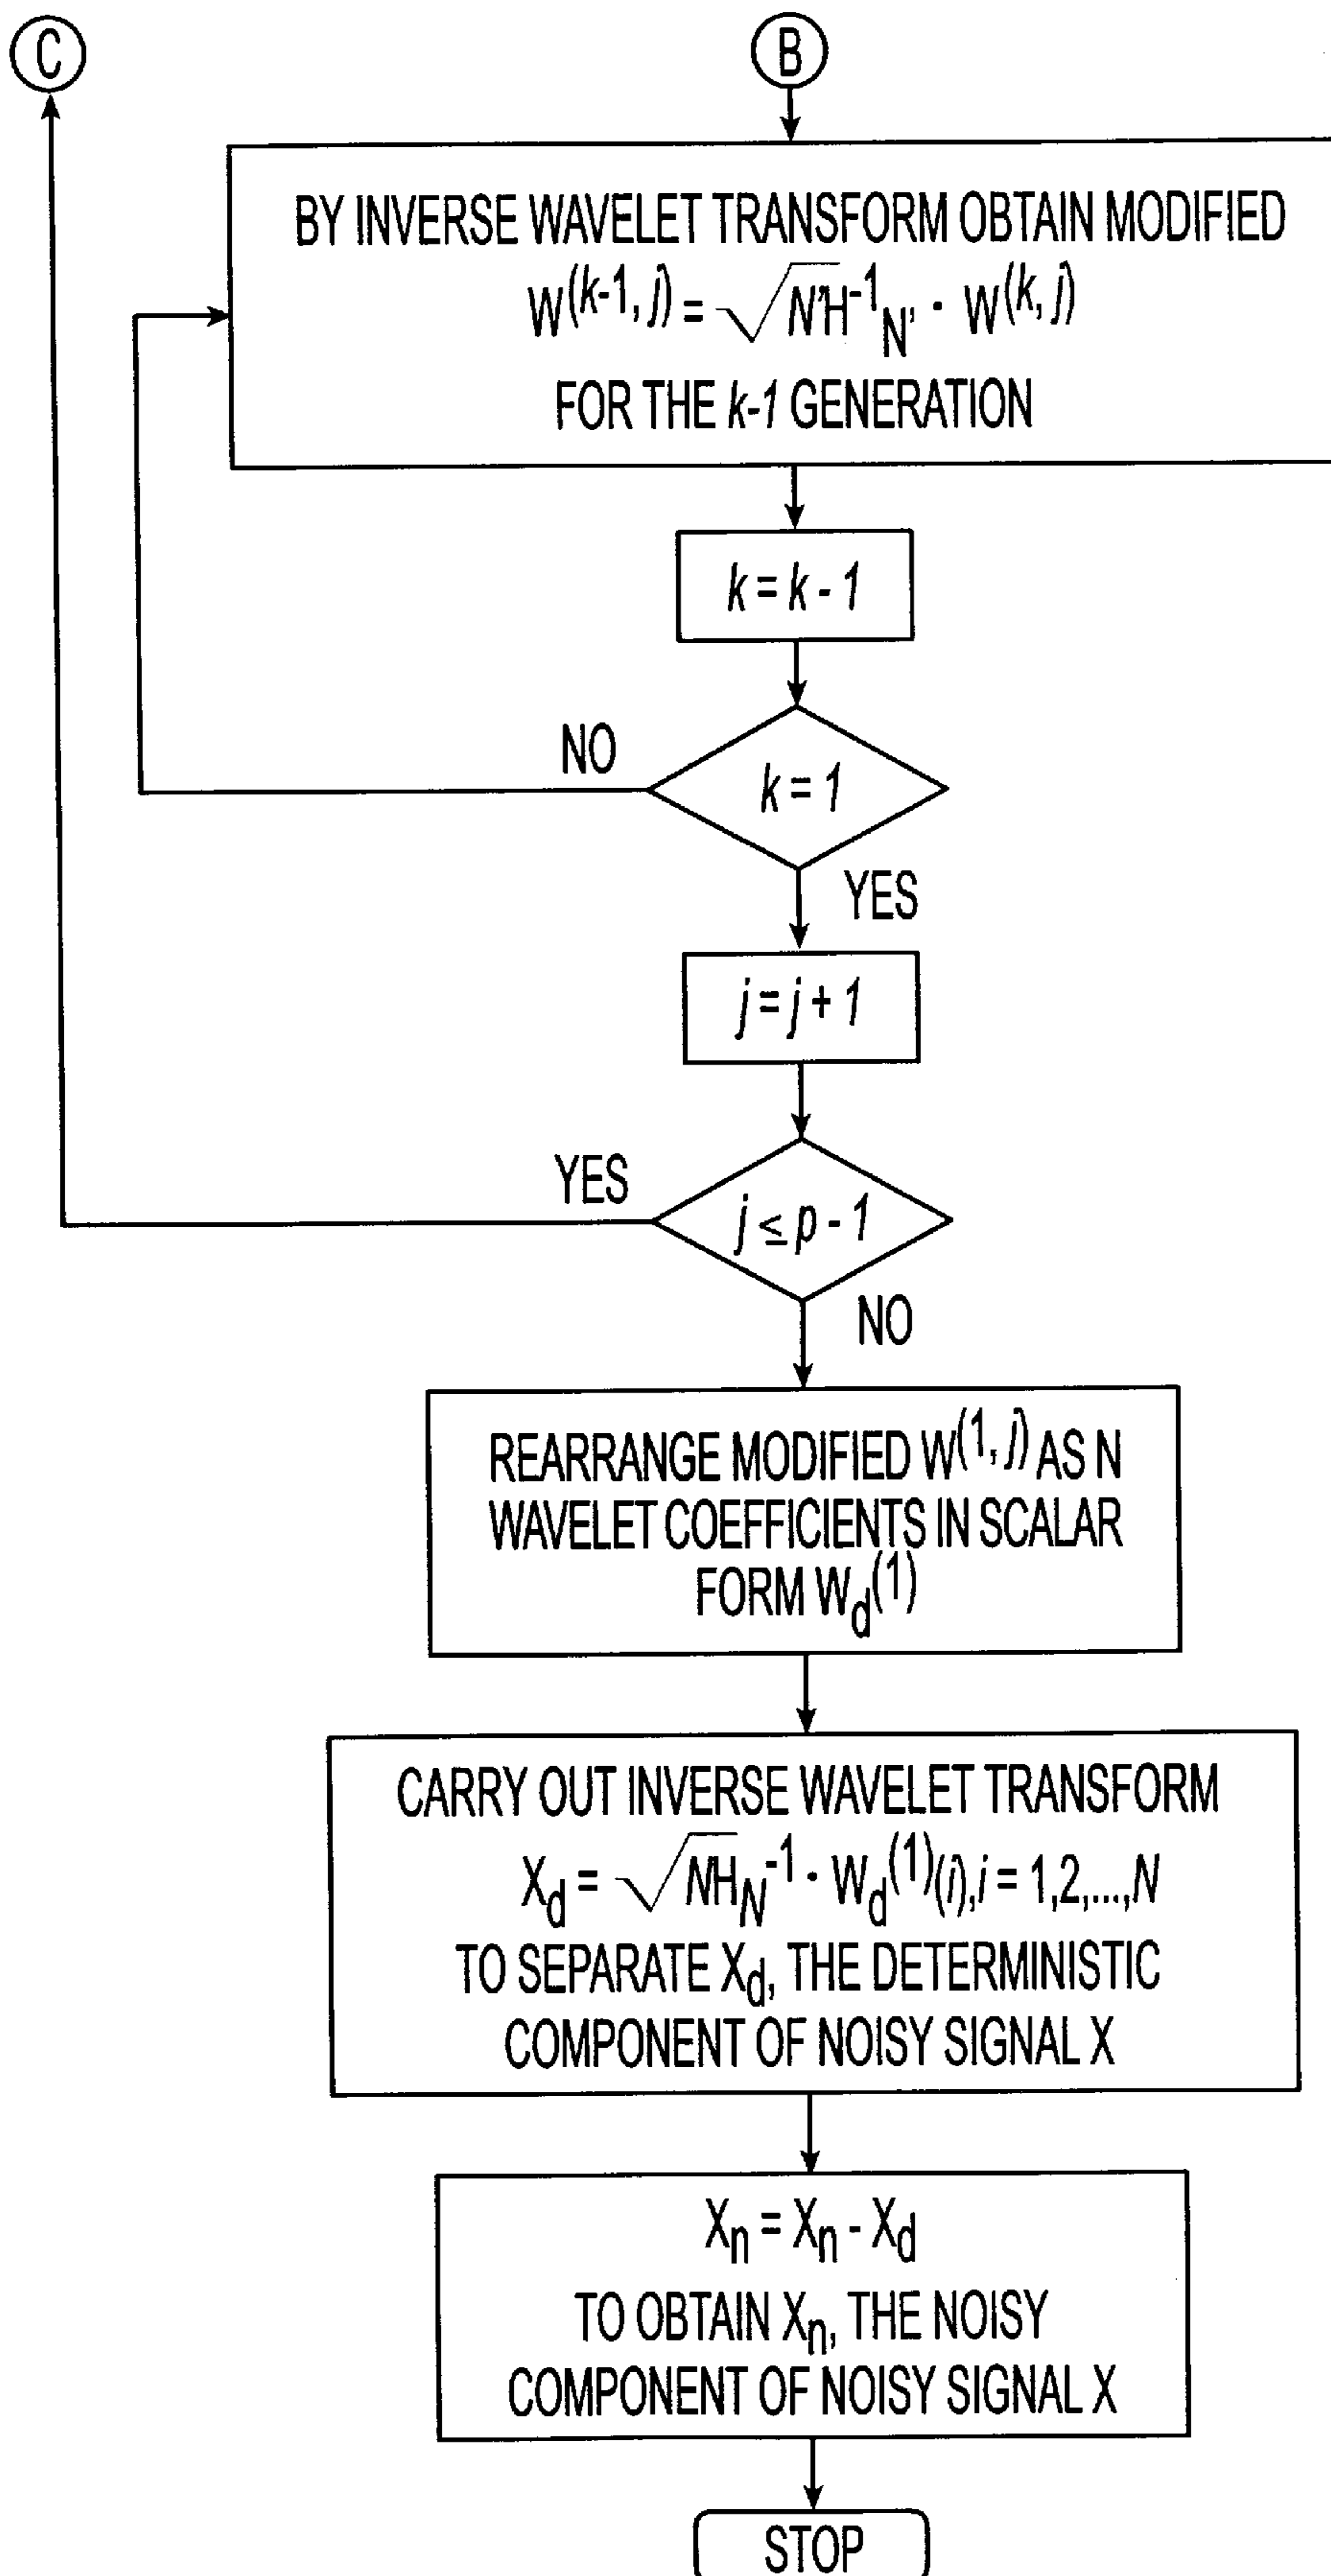 C
B
BY INVERSE WAVELET TRANSFORM OBTAIN MODIFIED
W^(k-1, j) = √N'H^-1_N' · W^(k, j)
FOR THE k-1 GENERATION
k = k - 1
NO
k = 1
YES
j = j + 1
YES
j ≤ p - 1
NO
REARRANGE MODIFIED W^(1, j) AS N
WAVELET COEFFICIENTS IN SCALAR
FORM W_d^(1)
CARRY OUT INVERSE WAVELET TRANSFORM
X_d = √NH_N^-1 · W_d^(1)(i), i = 1,2,...,N
TO SEPARATE X_d, THE DETERMINISTIC
COMPONENT OF NOISY SIGNAL X
X_n = X_n - X_d
TO OBTAIN X_n, THE NOISY
COMPONENT OF NOISY SIGNAL X
STOP